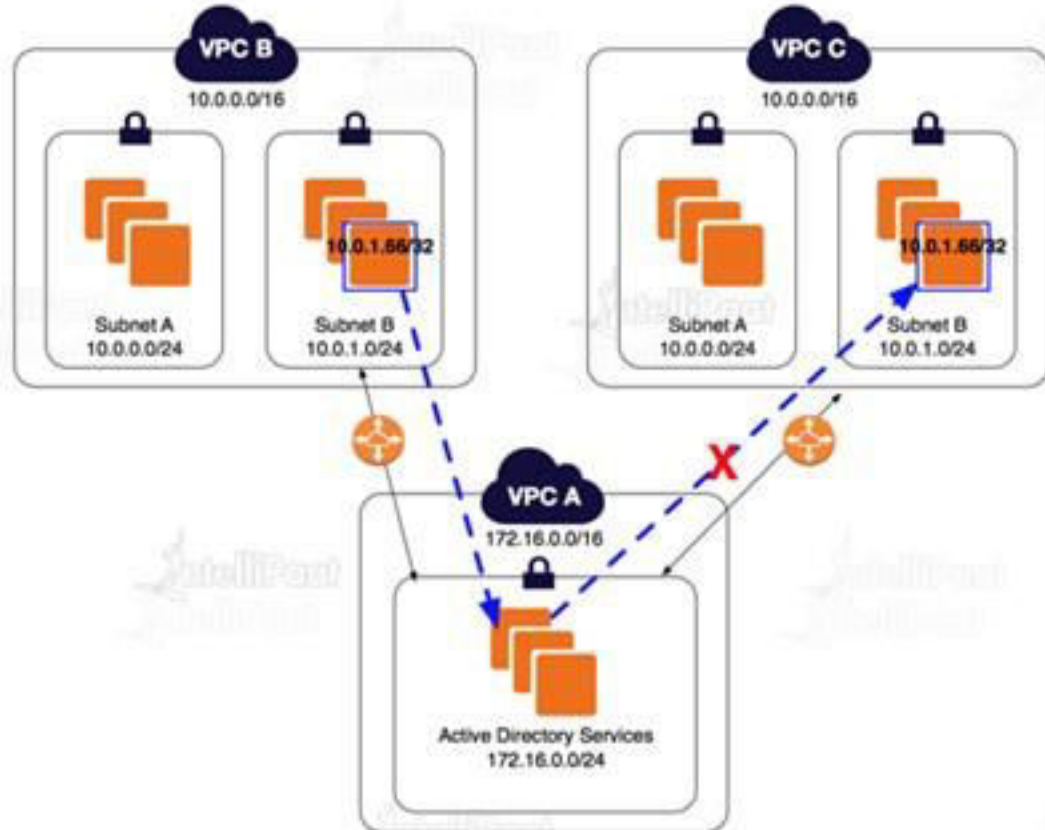 VPC B
10.0.0.0/16
10.0.1.66/32
Subnet A
10.0.0.0/24
Subnet B
10.0.1.0/24
VPC C
10.0.0.0/16
10.0.1.66/32
Subnet A
10.0.0.0/24
Subnet B
10.0.1.0/24
X
VPC A
172.16.0.0/16
Active Directory Services
172.16.0.0/24